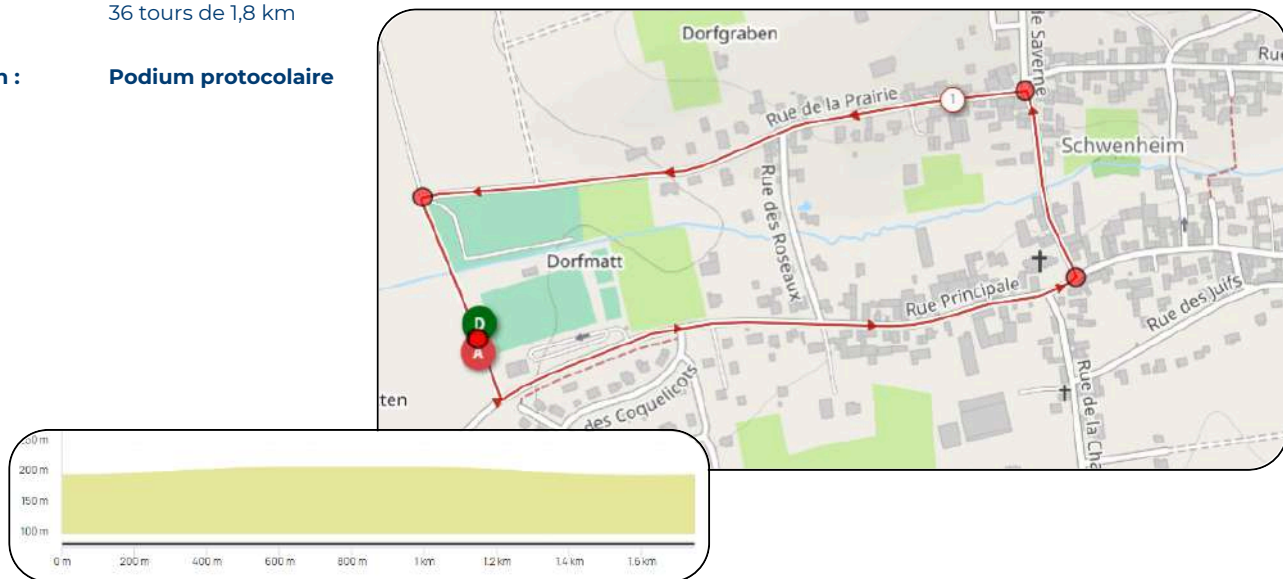 36 tours de 1,8 km
n :
Podium protocolaire
Dorfgraben
de Saverne
Rue
Rue de la Prairie
1
Schwenheim
Rue des Roseaux
Dorfmatt
D
A
Rue Principale
Rue des Juifs
ten
des Coquelicots
Rue de la Cha
200 m
150 m
100 m
0 m
200 m
400 m
600 m
800 m
1 km
1.2 km
1.4 km
1.6 km